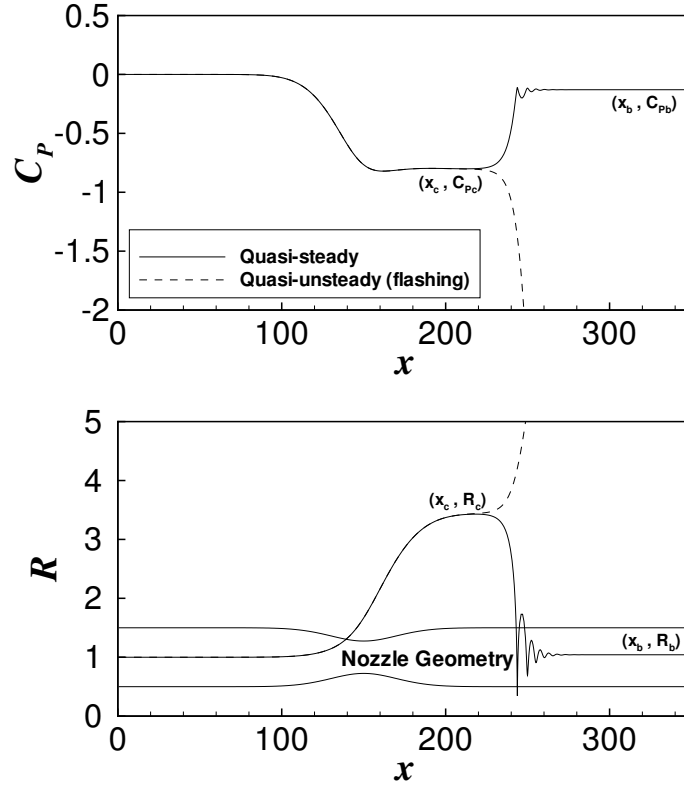 0.5
0
-0.5
-1
-1.5
-2
C_P
(x_b , C_Pb)
(x_c , C_Pc)
Quasi-steady
Quasi-unsteady (flashing)
0 100 200 300
x
5
4
3
2
1
0
R
(x_c , R_c)
(x_b , R_b)
Nozzle Geometry
0 100 200 300
x